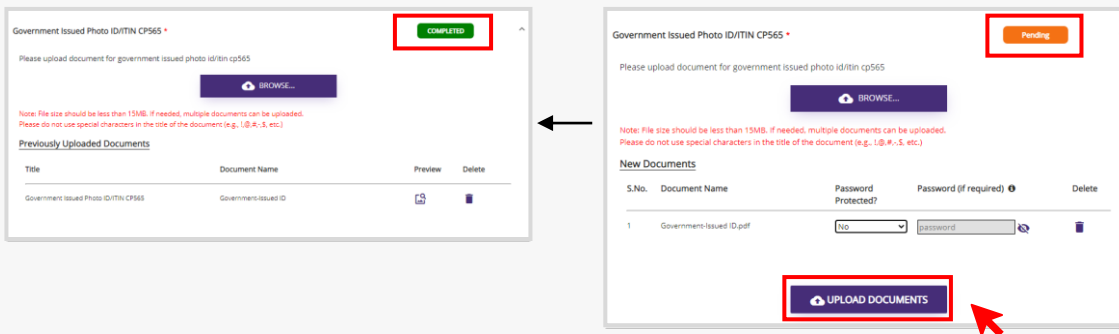 Government Issued Photo ID/ITIN CP565 *
COMPLETED
Please upload document for government issued photo id/itin cp565
BROWSE...
Note: File size should be less than 15MB. If needed, multiple documents can be uploaded.
Please do not use special characters in the title of the document (e.g., !,@,#,-,$, etc.)
Previously Uploaded Documents
Title Document Name Preview Delete
Government Issued Photo ID/ITIN CP565 Government-Issued ID
Government Issued Photo ID/ITIN CP565 *
Pending
Please upload document for government issued photo id/itin cp565
BROWSE...
Note: File size should be less than 15MB. If needed, multiple documents can be uploaded.
Please do not use special characters in the title of the document (e.g., !,@,#,-,$, etc.)
New Documents
S.No. Document Name Password Password (if required) Delete
Protected?
1 Government-Issued ID.pdf No password
UPLOAD DOCUMENTS